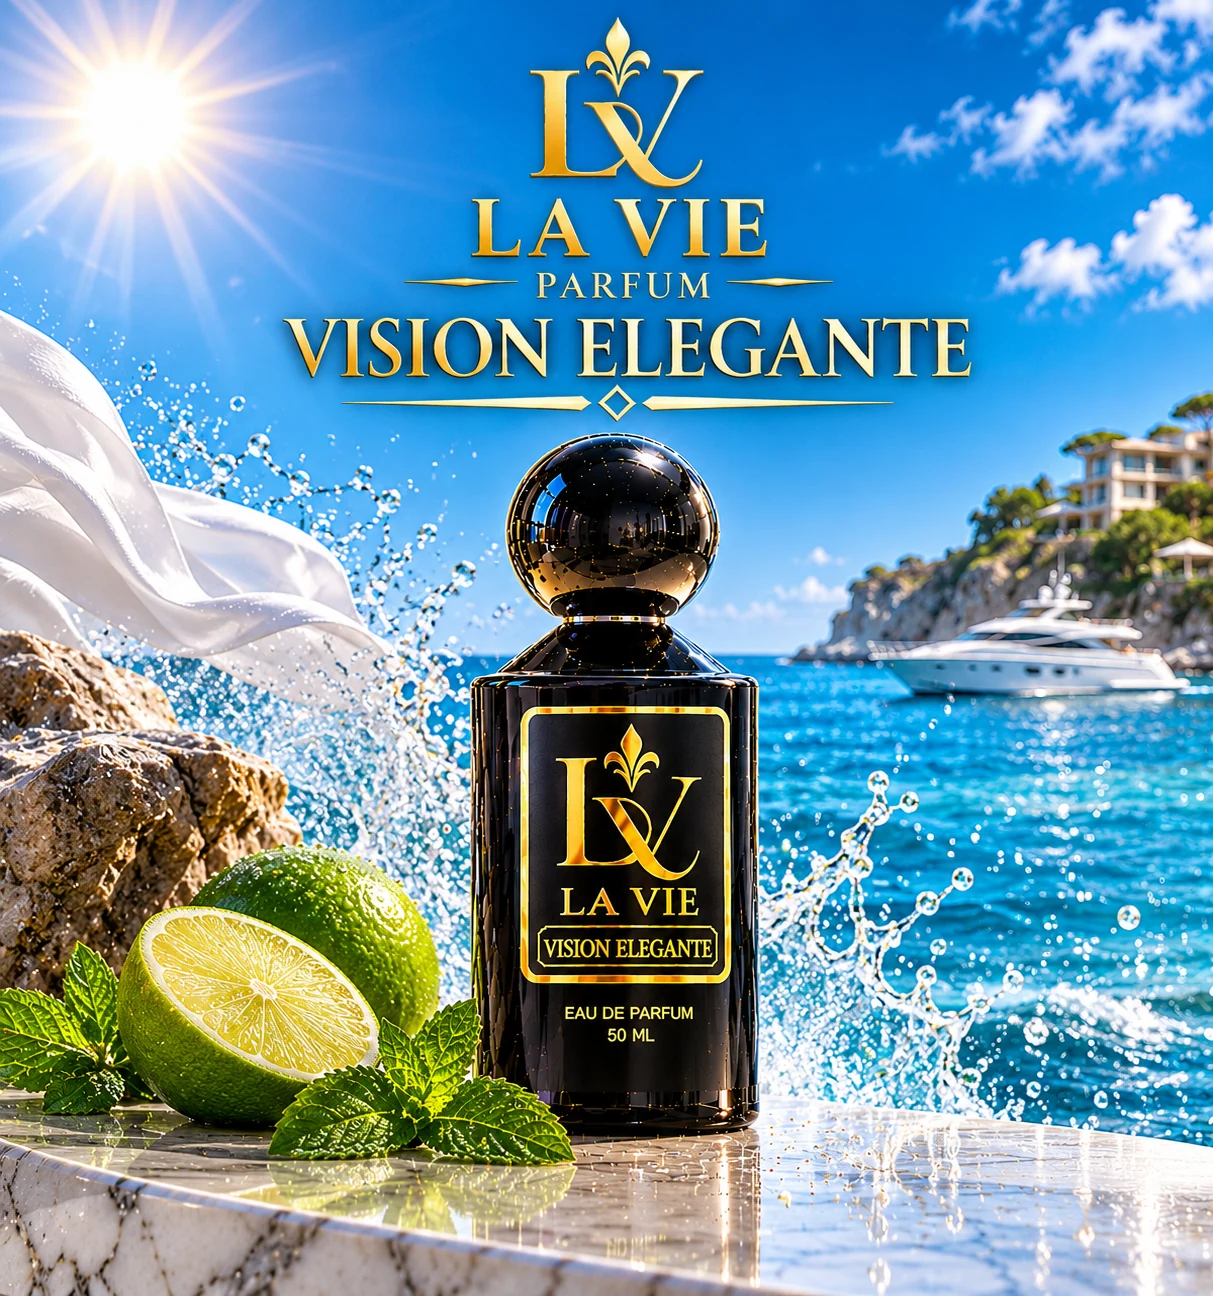 LV
LA VIE
PARFUM
VISION ELEGANTE
LV
LA VIE
VISION ELEGANTE
EAU DE PARFUM
50 ML